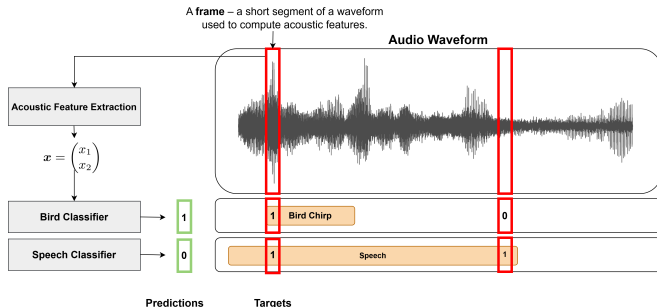 A frame – a short segment of a waveform
used to compute acoustic features.
Audio Waveform
Acoustic Feature Extraction
x = (x1 x2)
Bird Classifier
1
1
Bird Chirp
0
Speech Classifier
0
1
Speech
1
Predictions
Targets